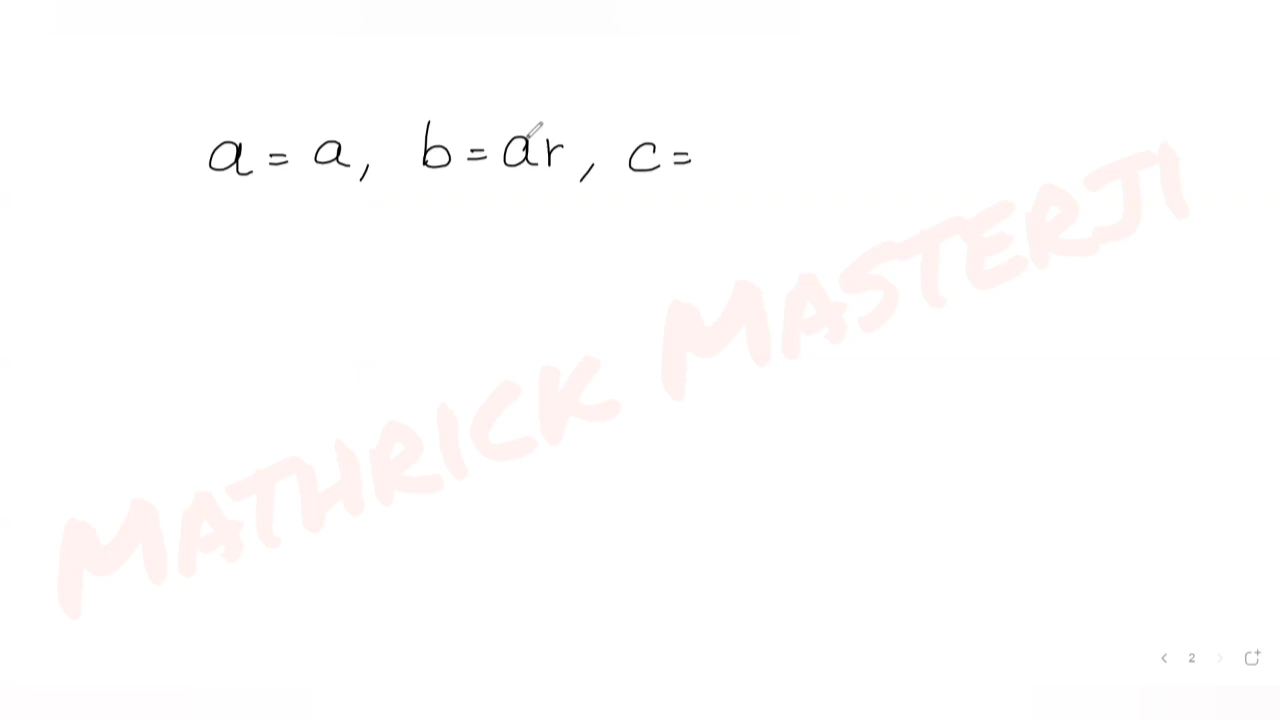 a = a, b = ar, c =
MATHRICK MASTERJI
< 2 >